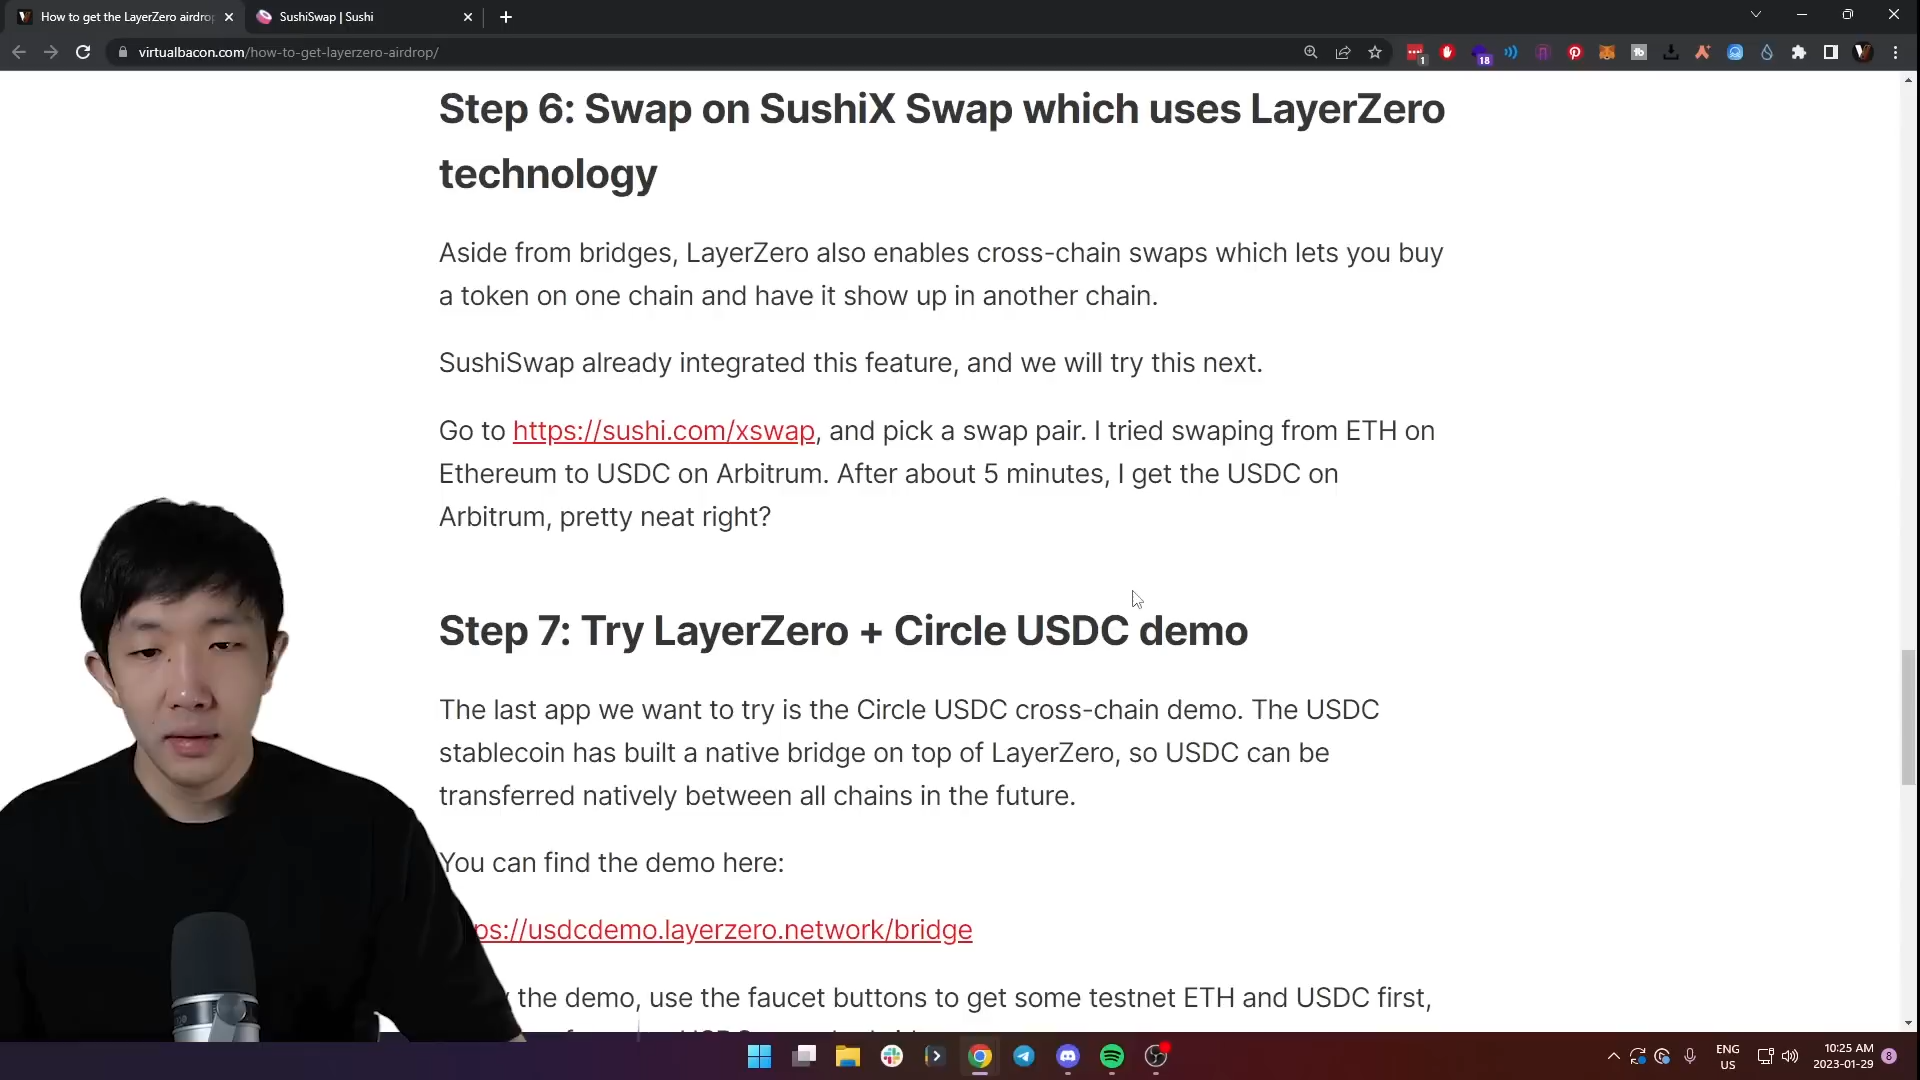 How to get the LayerZero airdrop
SushiSwap | Sushi
virtualbacon.com/how-to-get-layerzero-airdrop/
1
18
Step 6: Swap on SushiX Swap which uses LayerZero
technology
Aside from bridges, LayerZero also enables cross-chain swaps which lets you buy
a token on one chain and have it show up in another chain.
SushiSwap already integrated this feature, and we will try this next.
Go to https://sushi.com/xswap, and pick a swap pair. I tried swaping from ETH on
Ethereum to USDC on Arbitrum. After about 5 minutes, I get the USDC on
Arbitrum, pretty neat right?
Step 7: Try LayerZero + Circle USDC demo
The last app we want to try is the Circle USDC cross-chain demo. The USDC
stablecoin has built a native bridge on top of LayerZero, so USDC can be
transferred natively between all chains in the future.
You can find the demo here:
ps://usdcdemo.layerzero.network/bridge
the demo, use the faucet buttons to get some testnet ETH and USDC first,
ENG
US
10:25 AM
2023-01-29
8